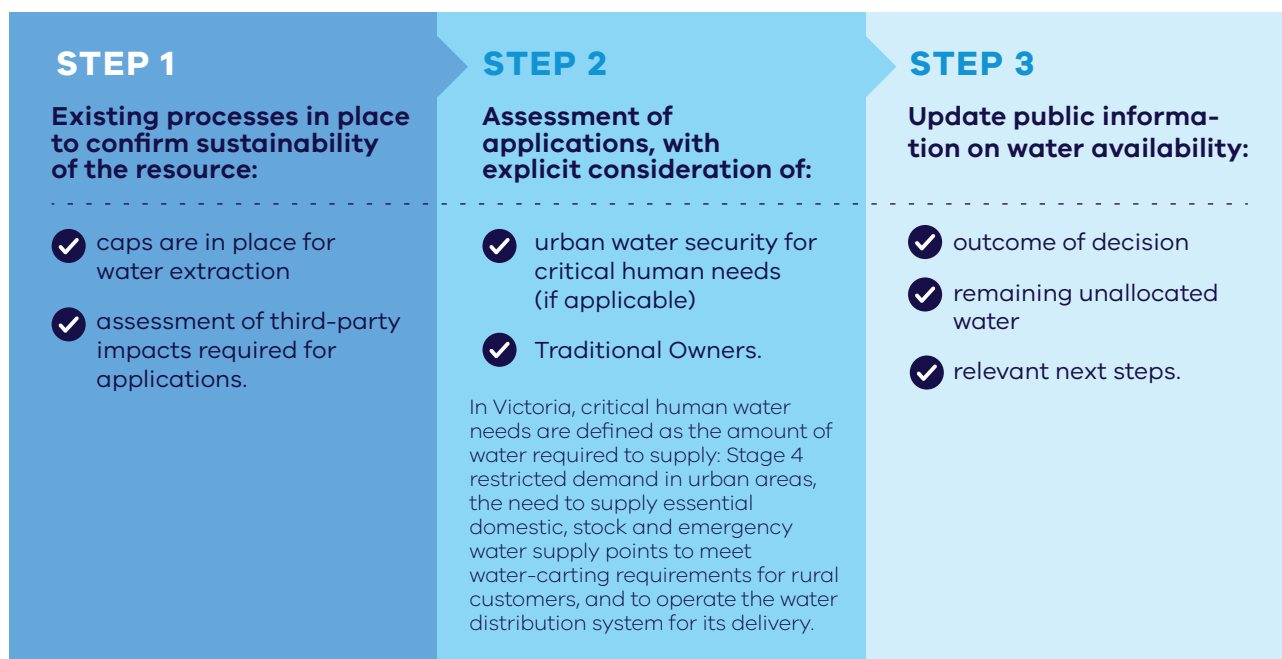 STEP 1
Existing processes in place
to confirm sustainability
of the resource:
caps are in place for
water extraction
assessment of third-party
impacts required for
applications.
STEP 2
Assessment of
applications, with
explicit consideration of:
urban water security for
critical human needs
(if applicable)
Traditional Owners.
In Victoria, critical human water
needs are defined as the amount of
water required to supply: Stage 4
restricted demand in urban areas,
the need to supply essential
domestic, stock and emergency
water supply points to meet
water-carting requirements for rural
customers, and to operate the water
distribution system for its delivery.
STEP 3
Update public informa-
tion on water availability:
outcome of decision
remaining unallocated
water
relevant next steps.